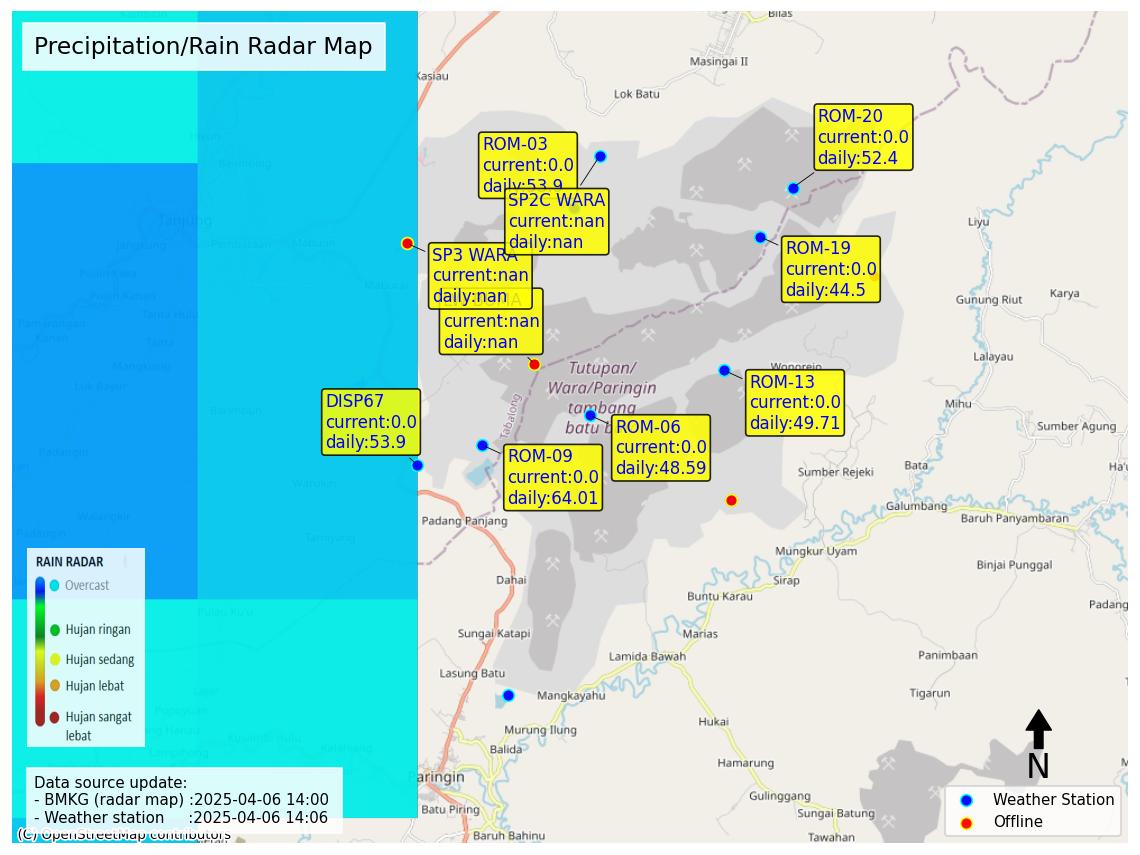 Precipitation/Rain Radar Map
Bilas
Masingai II
Kasiau
Lok Batu
ROM-20
current:0.0
daily:52.4
ROM-03
current:0.0
daily:53.9
SP2C WARA
current:nan
daily:nan
Tanjung
Liyu
SP3 WARA
current:nan
daily:nan
ROM-19
current:0.0
daily:44.5
current:nan
daily:nan
Mabuan
Maburai
Gunung Riut
Karya
Lalayau
Tutupan/
Wara/Paringin
tambang
batu b
Wonorejo
ROM-13
current:0.0
daily:49.71
Mihu
DISP67
current:0.0
daily:53.9
Tabalong
ROM-06
current:0.0
daily:48.59
Sumber Agung
ROM-09
current:0.0
daily:64.01
Sumber Rejeki
Bata
Ha'u
Galumbang
Baruh Panyambaran
Padang Panjang
Mungkur Uyam
Binjai Punggal
Dahai
Sirap
Buntu Karau
Padang
RAIN RADAR
Overcast
Hujan ringan
Hujan sedang
Hujan lebat
Hujan sangat
lebat
Sungai Katapi
Marias
Lamida Bawah
Panimbaan
Lasung Batu
Tigarun
Mangkayahu
Hukai
Murung Ilung
Balida
Hamarung
N
Paringin
Gulinggang
Batu Piring
Sungai Batung
Baruh Bahinu
Tawahan
Data source update:
- BMKG (radar map) :2025-04-06 14:00
- Weather station :2025-04-06 14:06
(C) OpenStreetMap contributors
Weather Station
Offline